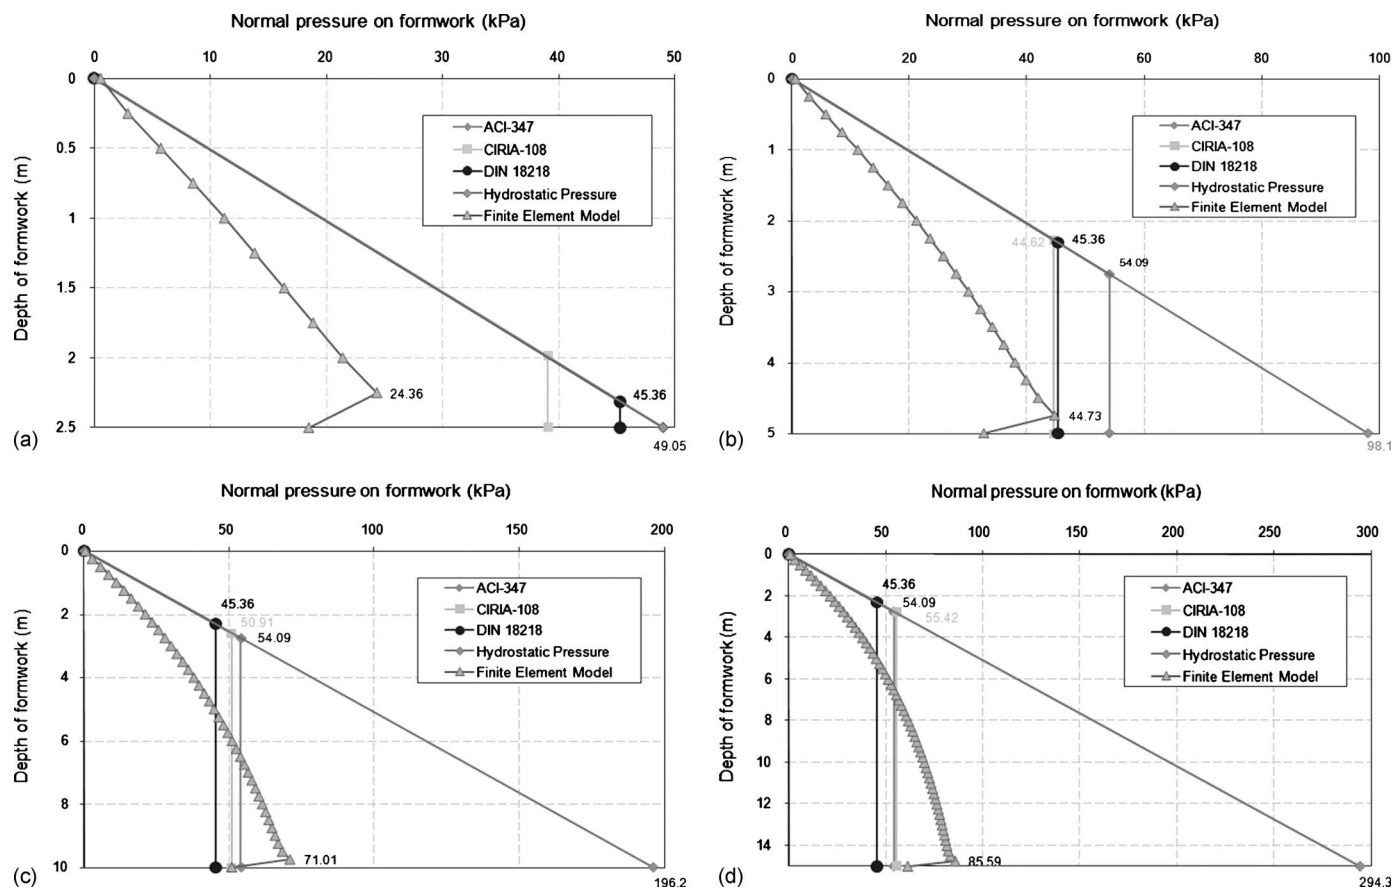 Normal pressure on formwork (kPa)
0 10 20 30 40 50
0
0.5
1
1.5
2
2.5
Depth of formwork (m)
ACI-347
CIRIA-108
DIN 18218
Hydrostatic Pressure
Finite Element Model
24.36
45.36
49.05
(a)
Normal pressure on formwork (kPa)
0 20 40 60 80 100
0
1
2
3
4
5
Depth of formwork (m)
ACI-347
CIRIA-108
DIN 18218
Hydrostatic Pressure
Finite Element Model
44.62 45.36
54.09
44.73
98.1
(b)
Normal pressure on formwork (kPa)
0 50 100 150 200
0
2
4
6
8
10
Depth of formwork (m)
ACI-347
CIRIA-108
DIN 18218
Hydrostatic Pressure
Finite Element Model
45.36
50.91
54.09
71.01
196.2
(c)
Normal pressure on formwork (kPa)
0 50 100 150 200 250 300
0
2
4
6
8
10
12
14
Depth of formwork (m)
ACI-347
CIRIA-108
DIN 18218
Hydrostatic Pressure
Finite Element Model
45.36
54.09
55.42
85.59
294.3
(d)